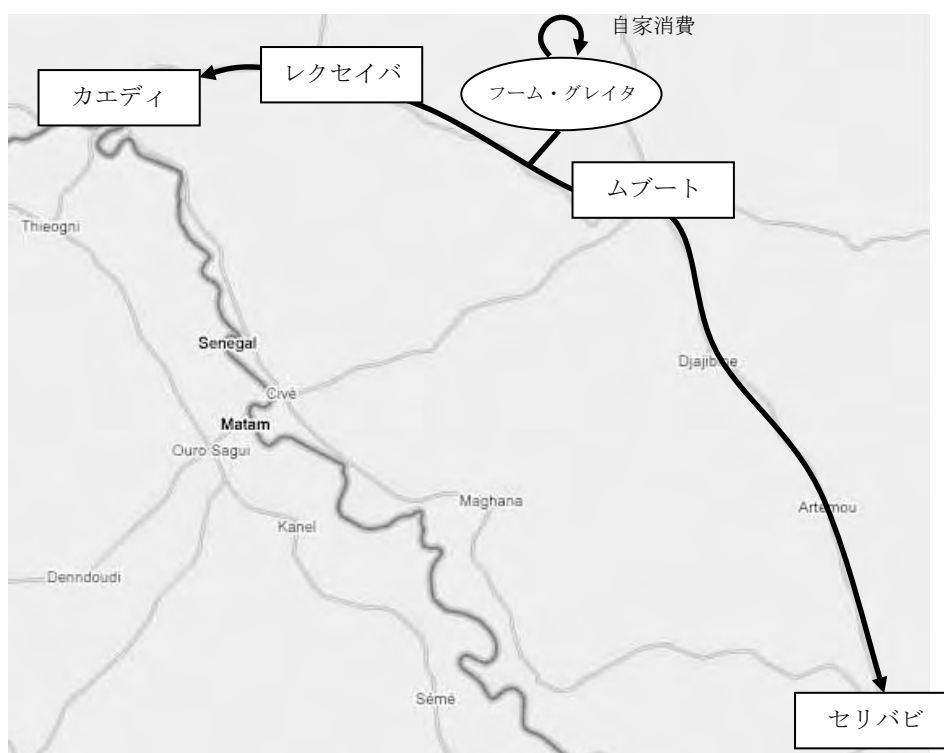 自家消費
レクセイバ
カエディ
フーム・グレイタ
ムブート
Thieogni
Senegal
Djajibine
Civé
Matam
Ouro Sagui
Maghana
Artemou
Kanel
Denndoudi
Sémé
セリバビ